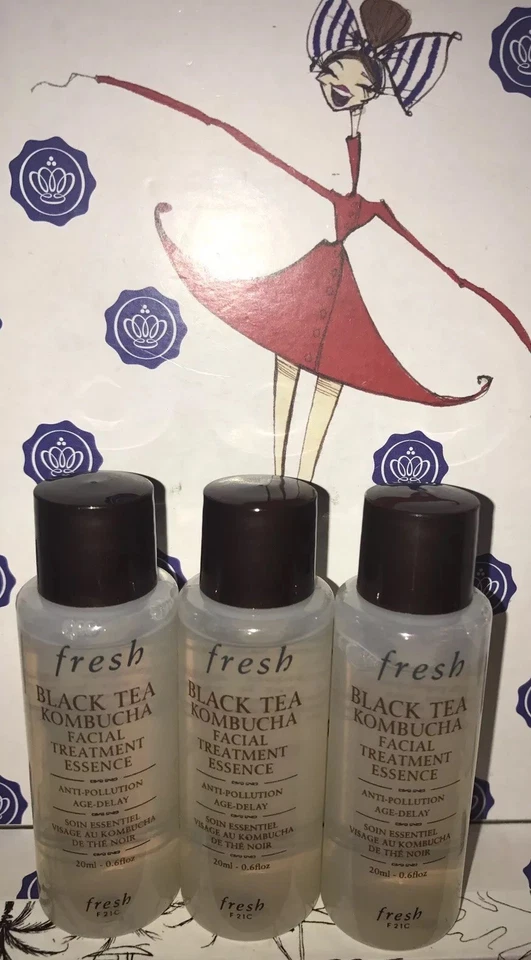 fresh
BLACK TEA
KOMBUCHA
FACIAL
TREATMENT
ESSENCE
ANTI-POLLUTION
AGE-DELAY
SOIN ESSENTIEL
VISAGE AU KOMBUCHA
DE THÉ NOIR
20ml - 0.6floz
fresh
F21C
fresh
BLACK TEA
KOMBUCHA
FACIAL
TREATMENT
ESSENCE
ANTI-POLLUTION
AGE-DELAY
SOIN ESSENTIEL
VISAGE AU KOMBUCHA
DE THÉ NOIR
20ml - 0.6floz
fresh
F21C
fresh
BLACK TEA
KOMBUCHA
FACIAL
TREATMENT
ESSENCE
ANTI-POLLUTION
AGE-DELAY
SOIN ESSENTIEL
VISAGE AU KOMBUCHA
DE THÉ NOIR
20ml - 0.6floz
fresh
F21C